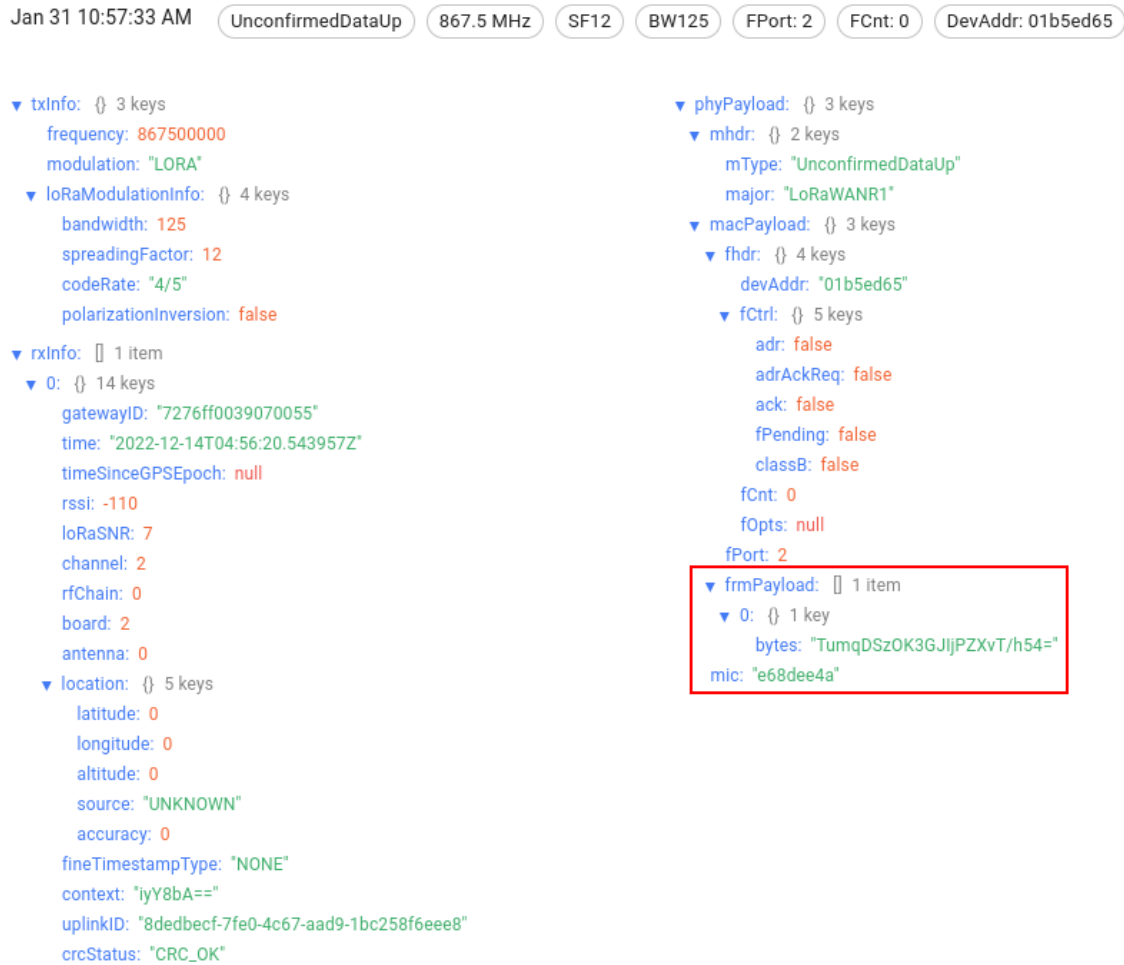 Jan 31 10:57:33 AM UnconfirmedDataUp 867.5 MHz SF12 BW125 FPort: 2 FCnt: 0 DevAddr: 01b5ed65
txInfo: {} 3 keys
frequency: 867500000
modulation: "LORA"
loRaModulationInfo: {} 4 keys
bandwidth: 125
spreadingFactor: 12
codeRate: "4/5"
polarizationInversion: false
rxInfo: [] 1 item
0: {} 14 keys
gatewayID: "7276ff0039070055"
time: "2022-12-14T04:56:20.543957Z"
timeSinceGPSEpoch: null
rssi: -110
loRaSNR: 7
channel: 2
rfChain: 0
board: 2
antenna: 0
location: {} 5 keys
latitude: 0
longitude: 0
altitude: 0
source: "UNKNOWN"
accuracy: 0
fineTimestampType: "NONE"
context: "iyY8bA=="
uplinkID: "8dedbecf-7fe0-4c67-aad9-1bc258f6eee8"
crcStatus: "CRC_OK"
phyPayload: {} 3 keys
mhdr: {} 2 keys
mType: "UnconfirmedDataUp"
major: "LoRaWANR1"
macPayload: {} 3 keys
fhdr: {} 4 keys
devAddr: "01b5ed65"
fCtrl: {} 5 keys
adr: false
adrAckReq: false
ack: false
fPending: false
classB: false
fCnt: 0
fOpts: null
fPort: 2
frmPayload: [] 1 item
0: {} 1 key
bytes: "TumqDSzOK3GJIjPZXvT/h54="
mic: "e68dee4a"